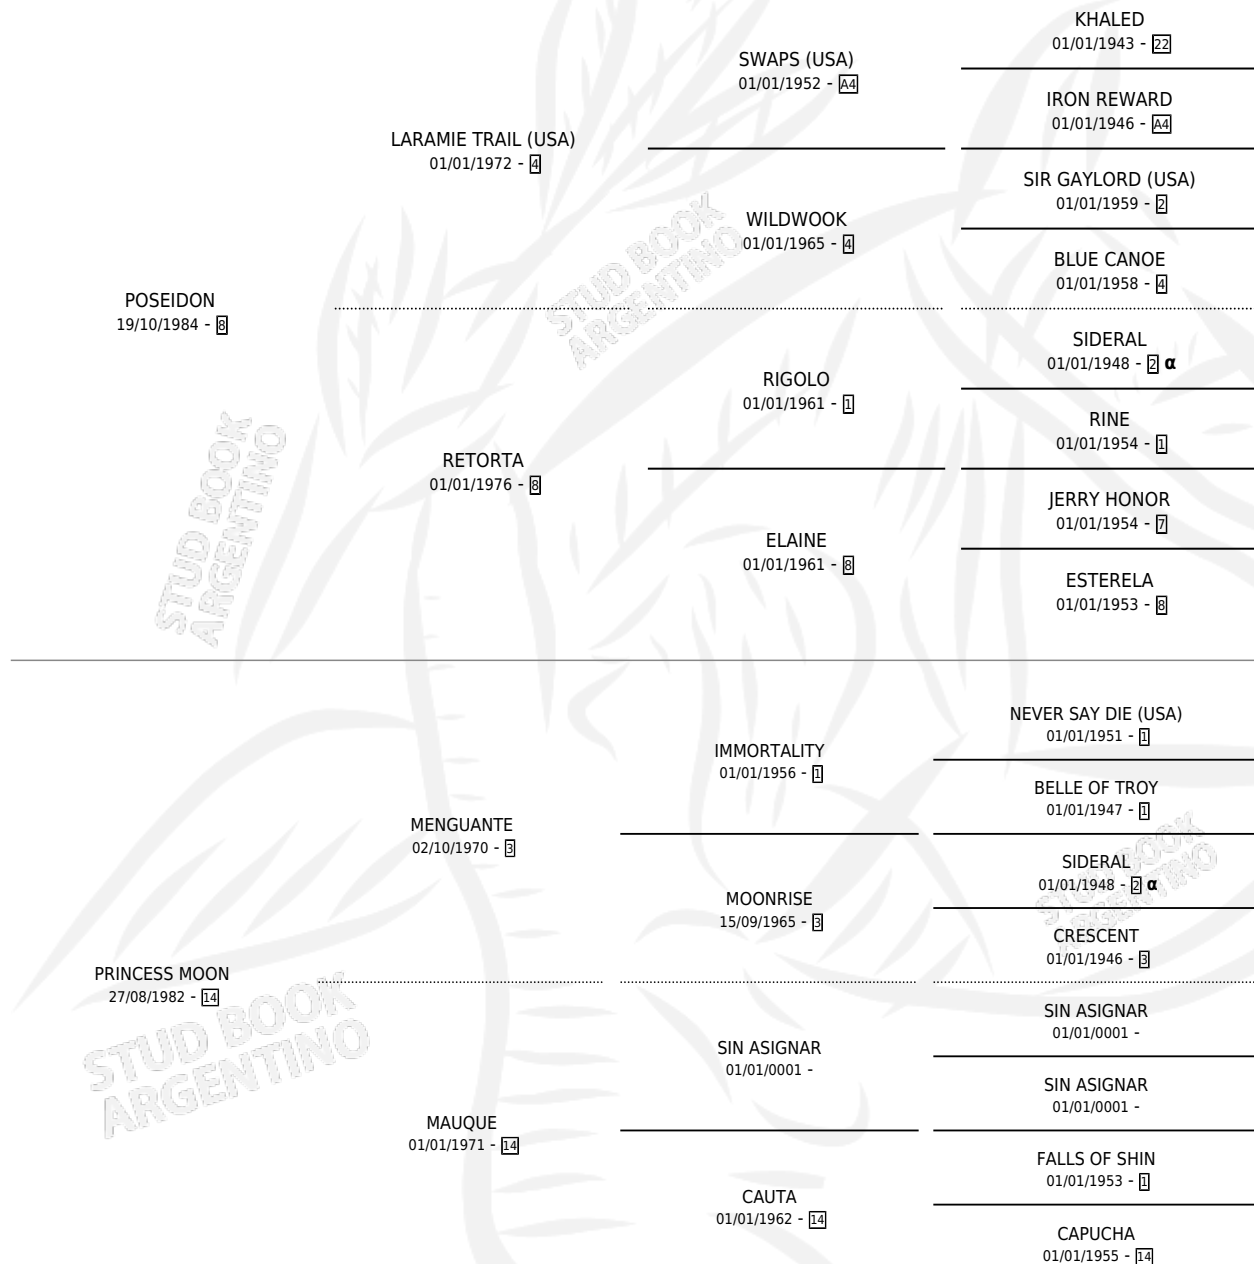 KHALED
01/01/1943 - 22
SWAPS (USA)
01/01/1952 - A4
IRON REWARD
01/01/1946 - A4
LARAMIE TRAIL (USA)
01/01/1972 - 4
SIR GAYLORD (USA)
01/01/1959 - 2
WILDWOOK
01/01/1965 - 4
BLUE CANOE
01/01/1958 - 4
POSEIDON
19/10/1984 - 8
SIDERAL
01/01/1948 - 2 α
RIGOLO
01/01/1961 - 1
RINE
01/01/1954 - 1
RETORTA
01/01/1976 - 8
JERRY HONOR
01/01/1954 - 7
ELAINE
01/01/1961 - 8
ESTERELA
01/01/1953 - 8
NEVER SAY DIE (USA)
01/01/1951 - 1
IMMORTALITY
01/01/1956 - 1
BELLE OF TROY
01/01/1947 - 1
MENGUANTE
02/10/1970 - 3
SIDERAL
01/01/1948 - 2 α
MOONRISE
15/09/1965 - 3
CRESCENT
01/01/1946 - 3
PRINCESS MOON
27/08/1982 - 14
SIN ASIGNAR
01/01/0001 -
SIN ASIGNAR
01/01/0001 -
SIN ASIGNAR
01/01/0001 -
MAUQUE
01/01/1971 - 14
FALLS OF SHIN
01/01/1953 - 1
CAUTA
01/01/1962 - 14
CAPUCHA
01/01/1955 - 14
STUD BOOK
ARGENTINO
STUD BOOK
ARGENTINO
STUD BOOK
ARGENTINO
STUD BOOK
ARGENTINO